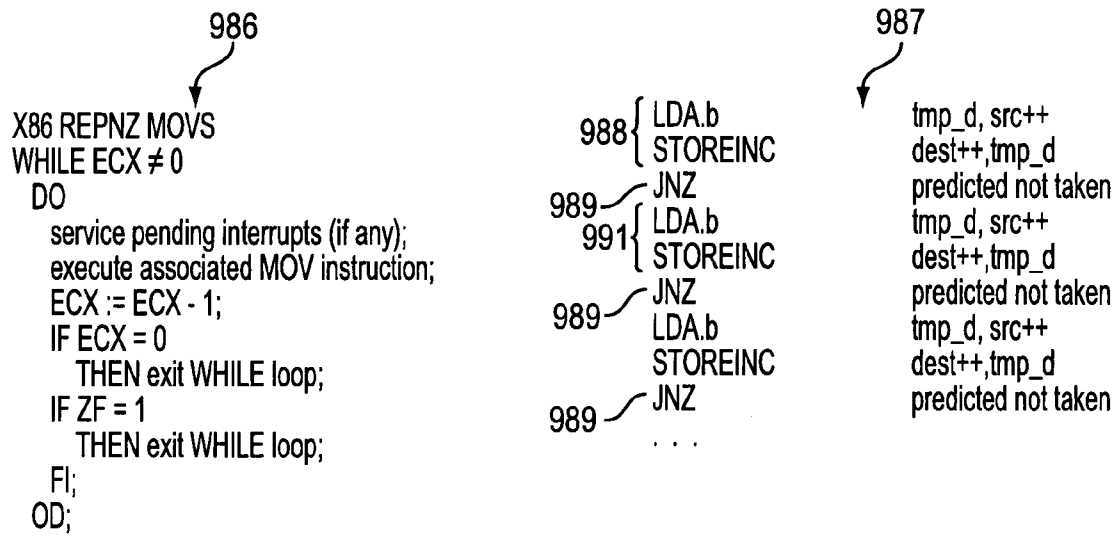 986
X86 REPNZ MOVS
WHILE ECX ≠ 0
DO
service pending interrupts (if any);
execute associated MOV instruction;
ECX := ECX - 1;
IF ECX = 0
THEN exit WHILE loop;
IF ZF = 1
THEN exit WHILE loop;
FI;
OD;
987
988 LDA.b tmp_d, src++
STOREINC dest++,tmp_d
989 JNZ predicted not taken
991 LDA.b tmp_d, src++
STOREINC dest++,tmp_d
989 JNZ predicted not taken
LDA.b tmp_d, src++
STOREINC dest++,tmp_d
989 JNZ predicted not taken
. . .